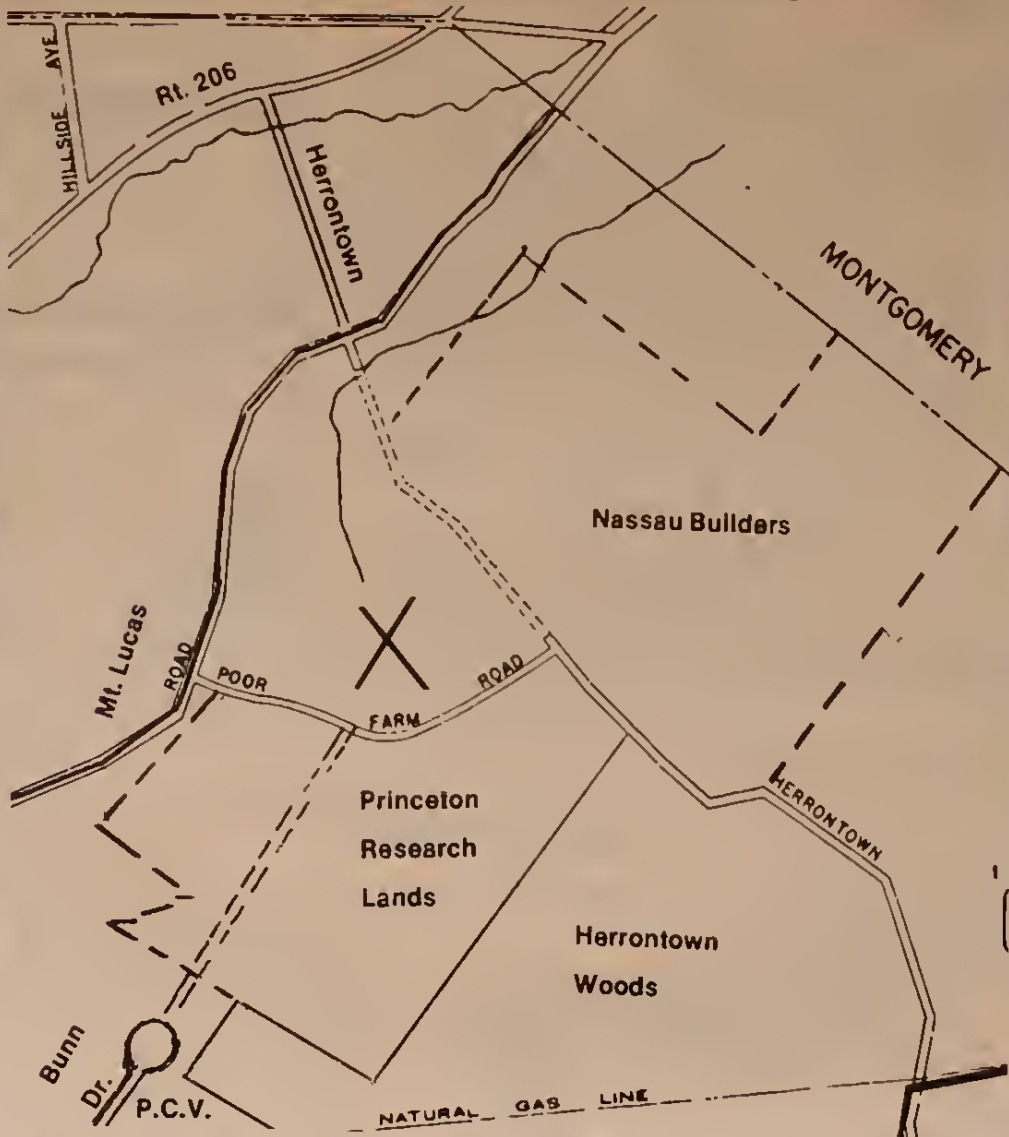 HILLSIDE AVE
Rt. 206
Herrontown
MONTGOMERY
Nassau Builders
Mt. Lucas
ROAD
POOR
FARM
ROAD
Princeton
Research
Lands
HERRONTOWN
Herrontown
Woods
Bunn
Dr.
P.C.V.
NATURAL GAS LINE